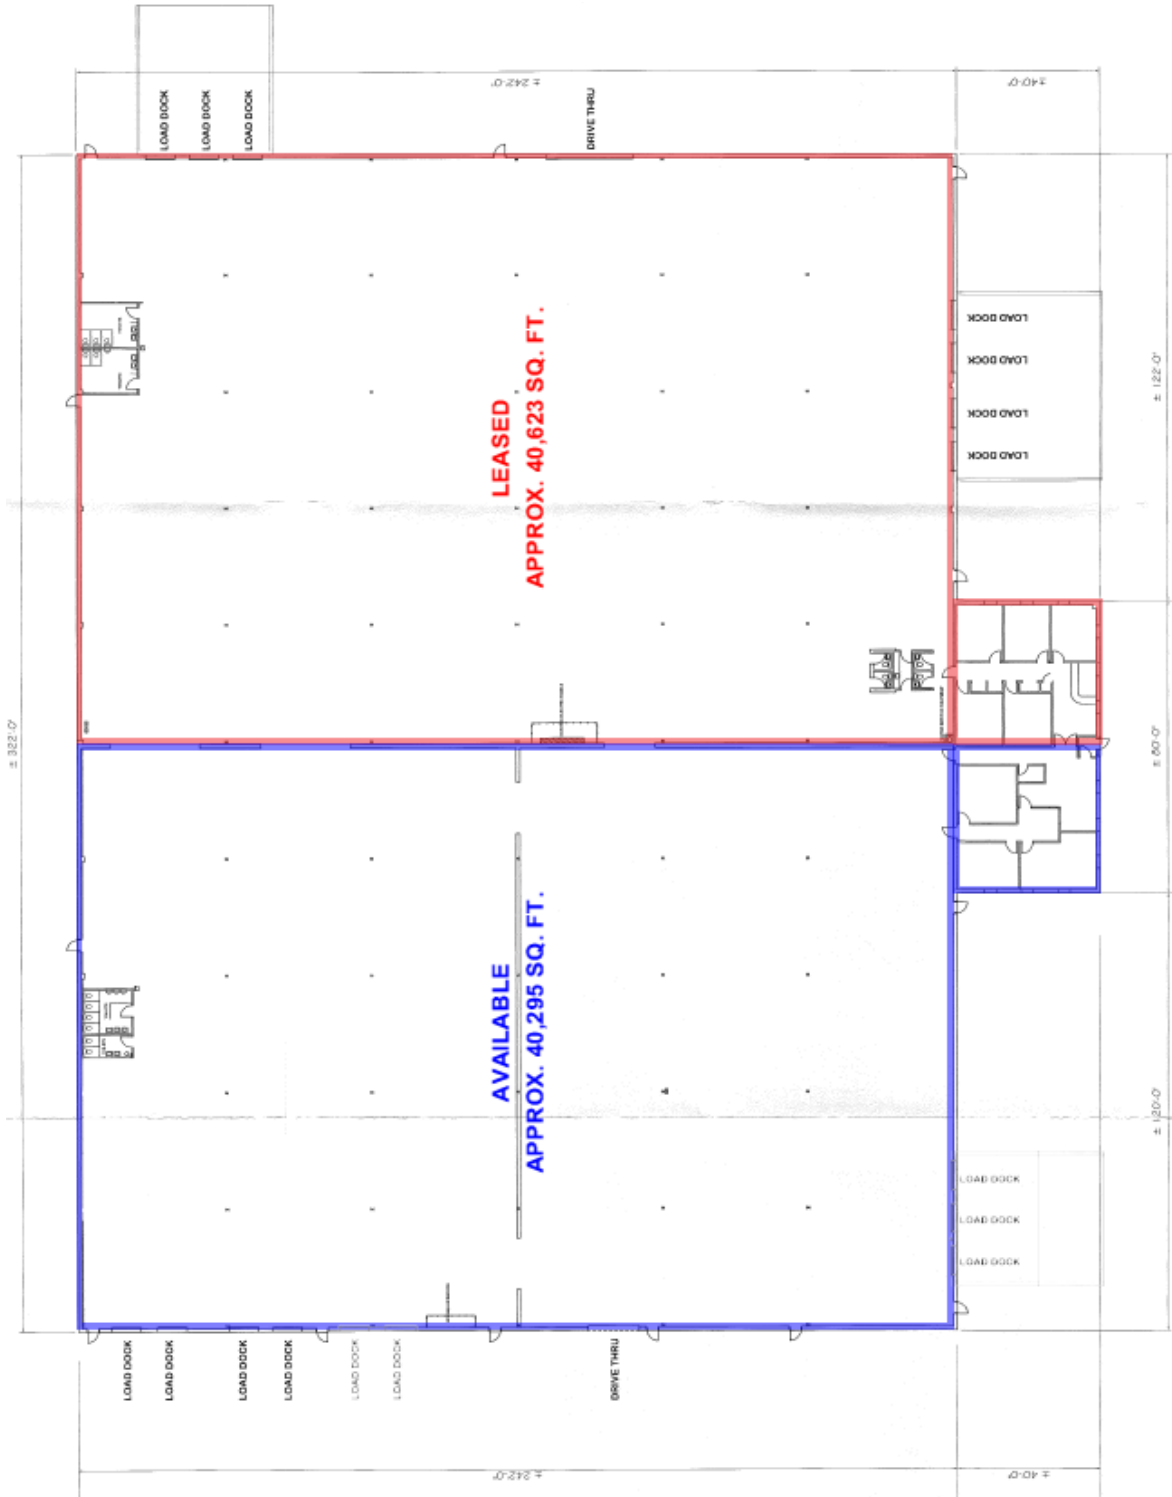 ± 242'-0"
±40'-0"
LOAD DOCK
LOAD DOCK
LOAD DOCK
DRIVE THRU
± 322'-0"
LEASED
APPROX. 40,623 SQ. FT.
LOAD DOCK
LOAD DOCK
LOAD DOCK
LOAD DOCK
± 122'-0"
± 80'-0"
AVAILABLE
APPROX. 40,295 SQ. FT.
± 120'-0"
LOAD DOCK
LOAD DOCK
LOAD DOCK
LOAD DOCK
LOAD DOCK
LOAD DOCK
LOAD DOCK
LOAD DOCK
LOAD DOCK
DRIVE THRU
± 242'-0"
± 40'-0"